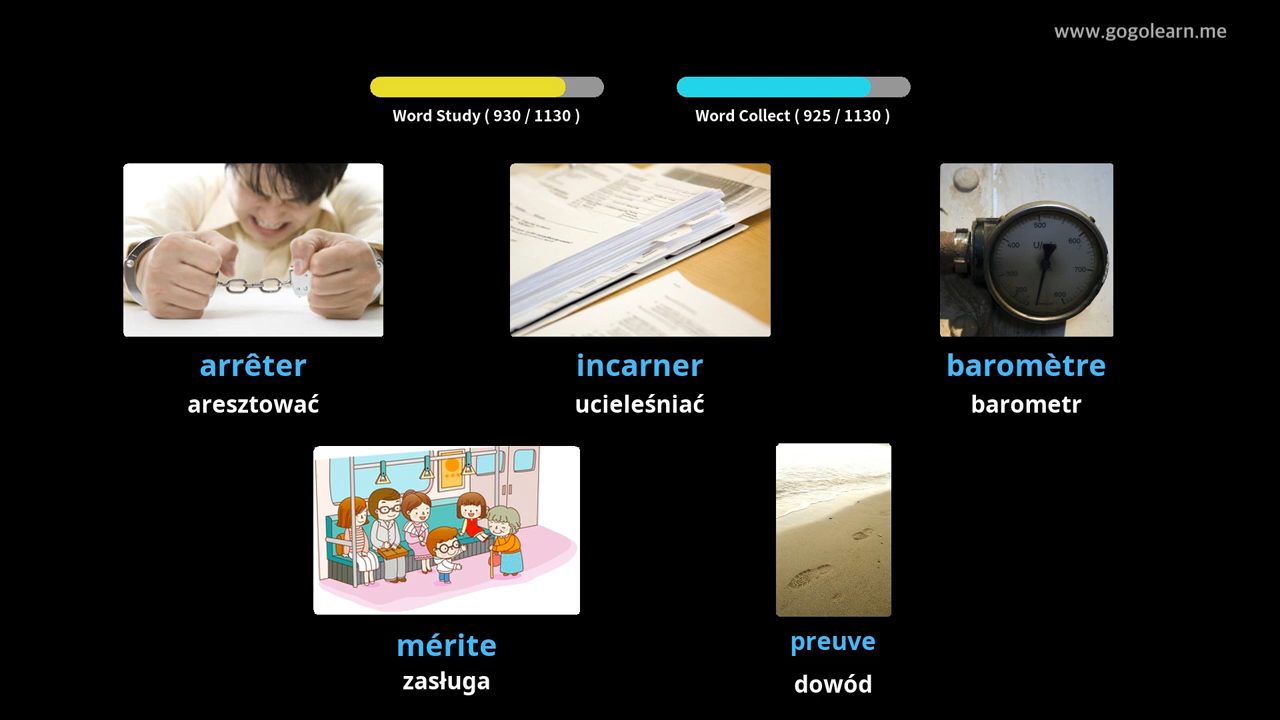 www.gogolearn.me
Word Study ( 930 / 1130 )
Word Collect ( 925 / 1130 )
arrêter
aresztować
incarner
ucieleśniać
baromètre
barometr
mérite
zasługa
preuve
dowód